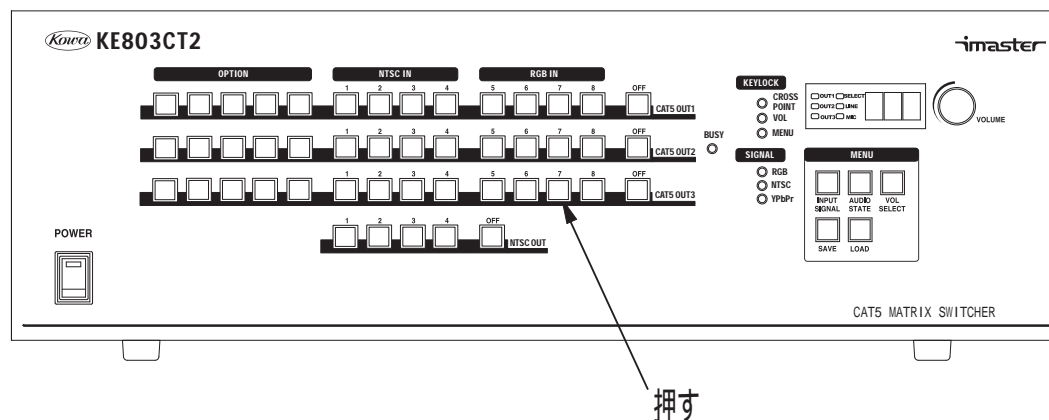 Kowa KE803CT2
imaster
OPTION NTSC IN RGB IN
1 2 3 4 5 6 7 8 OFF
CAT5 OUT1
1 2 3 4 5 6 7 8 OFF
CAT5 OUT2
1 2 3 4 5 6 7 8 OFF
CAT5 OUT3
1 2 3 4 OFF
NTSC OUT
BUSY
KEYLOCK
CROSS
POINT
VOL
MENU
SIGNAL
RGB
NTSC
YPbPr
OUT1 SELECT
OUT2 LINE
OUT3 MIC
VOLUME
MENU
INPUT SIGNAL
AUDIO STATE
VOL SELECT
SAVE LOAD
POWER
CAT5 MATRIX SWITCHER
押す